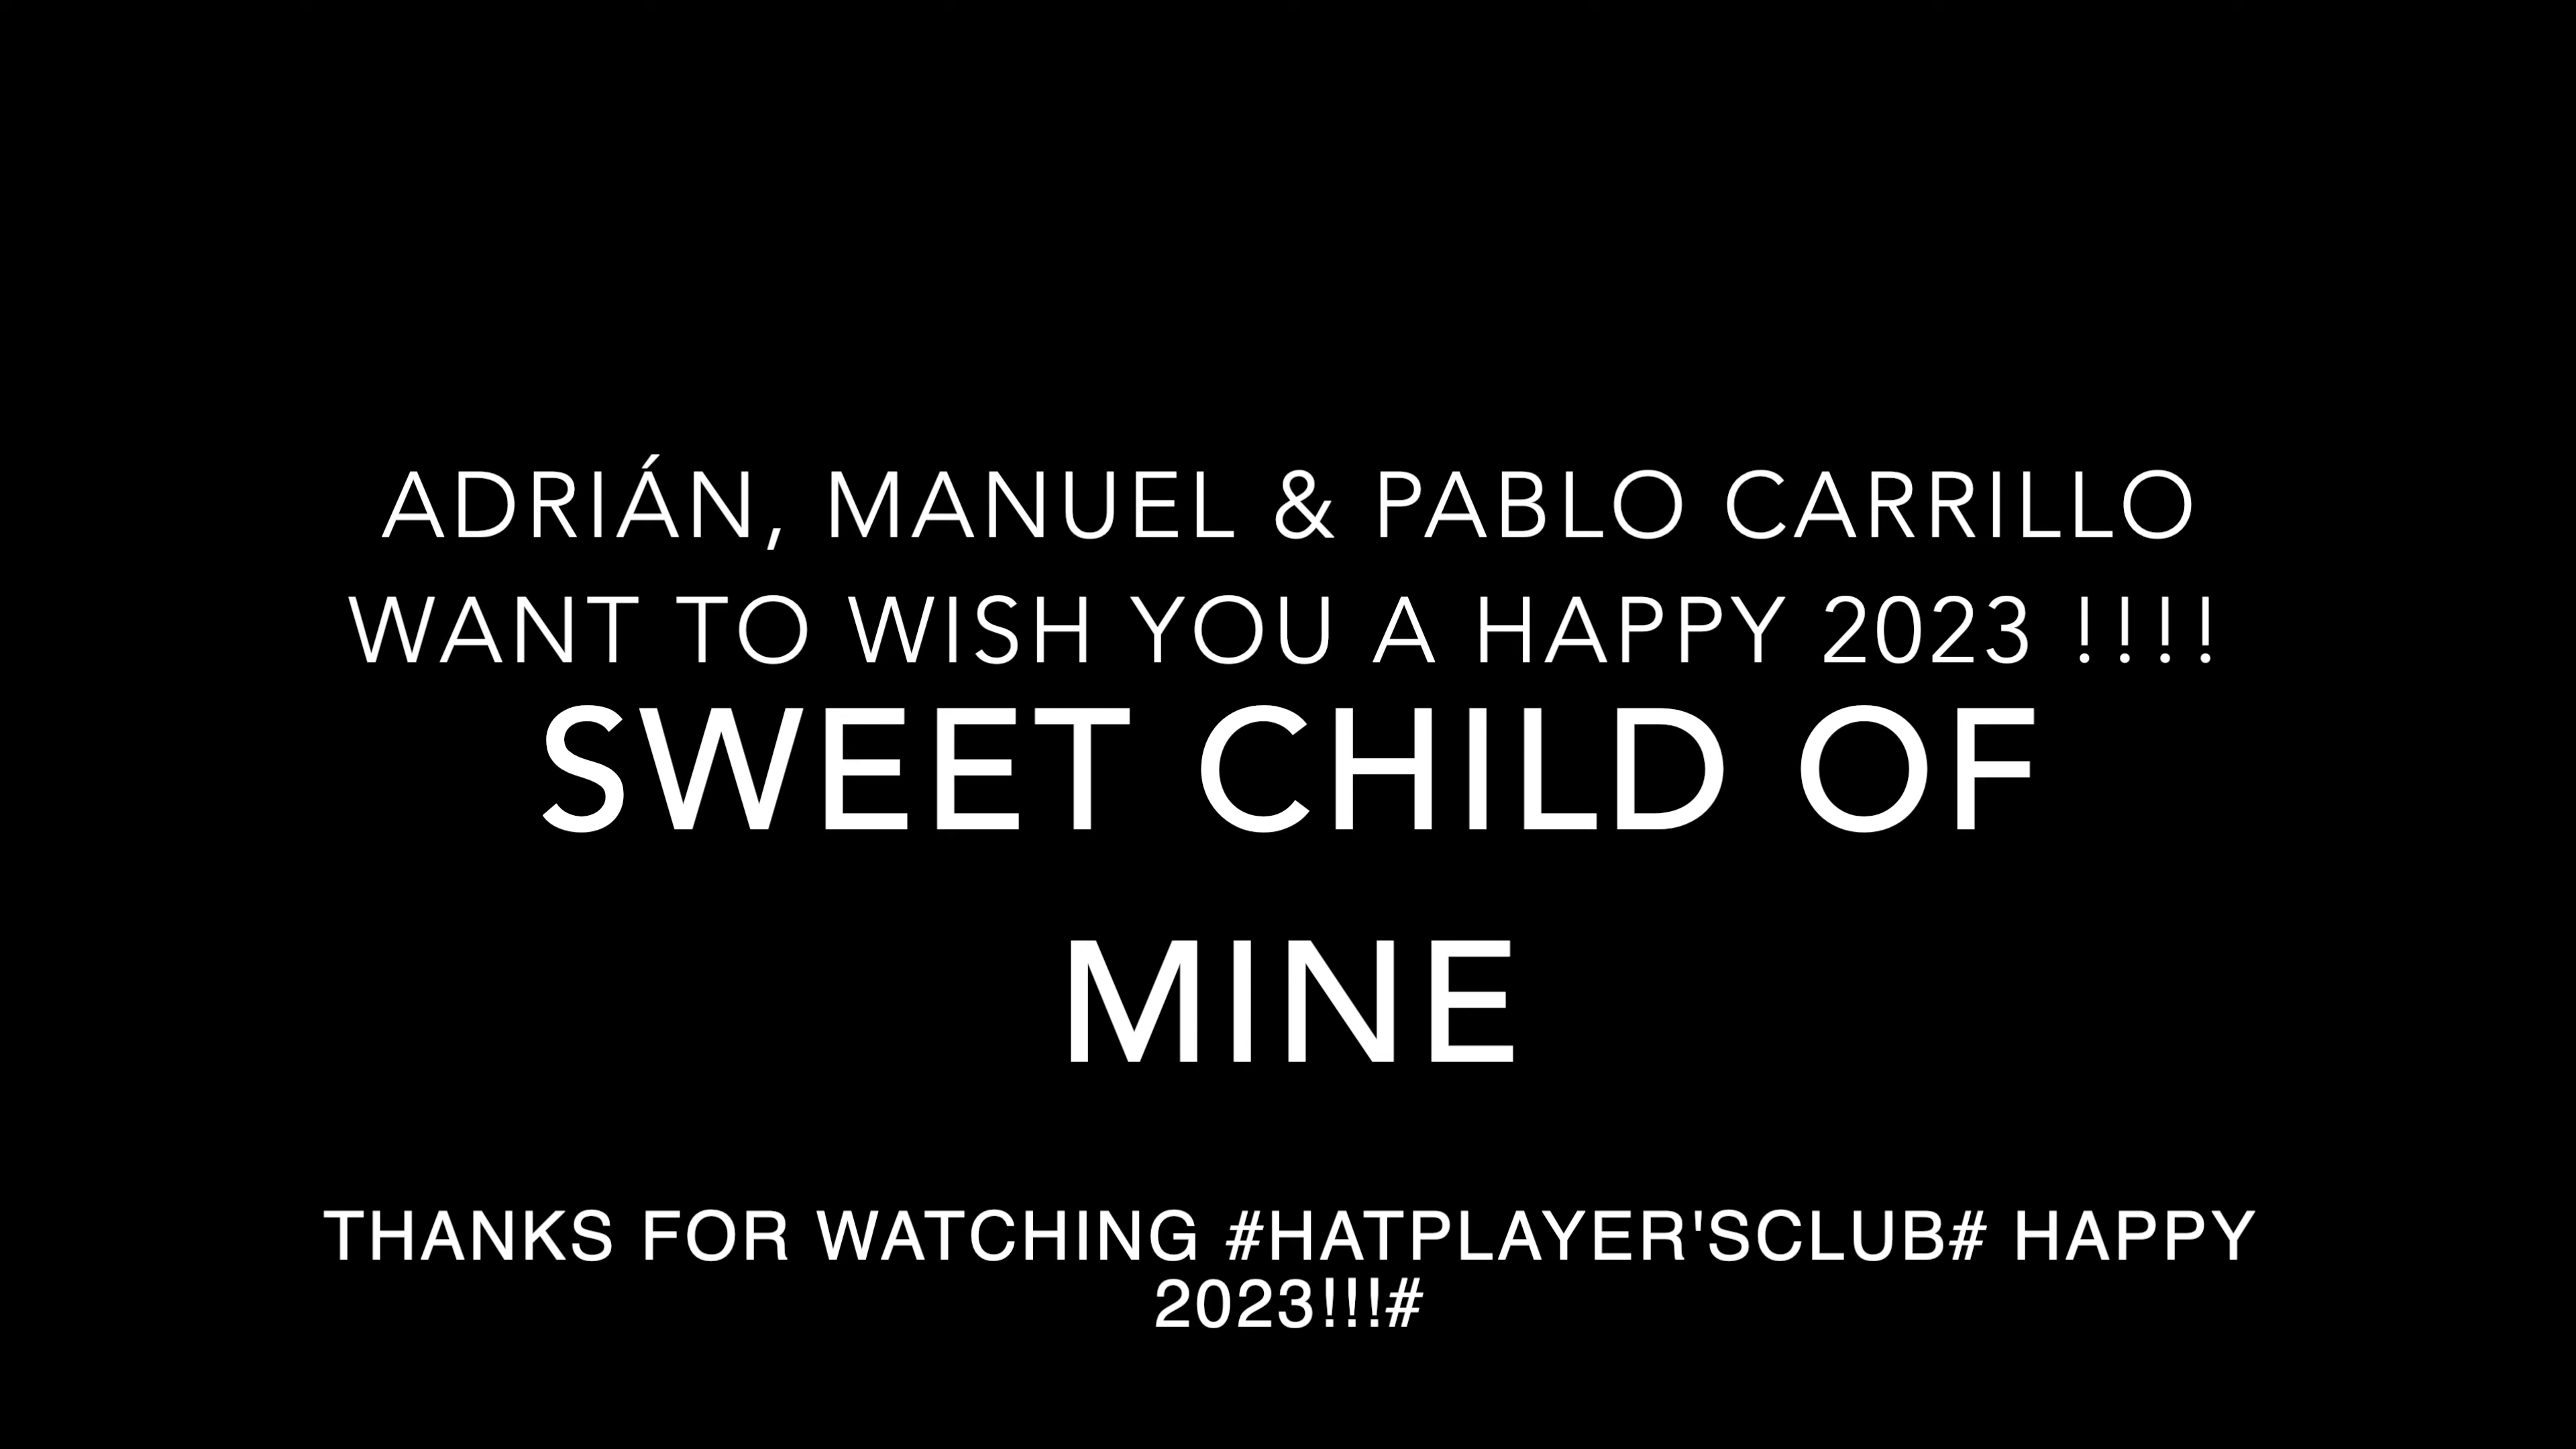 ADRIÁN, MANUEL & PABLO CARRILLO
WANT TO WISH YOU A HAPPY 2023 !!!!
SWEET CHILD OF
MINE
THANKS FOR WATCHING #HATPLAYER'SCLUB# HAPPY
2023!!!#